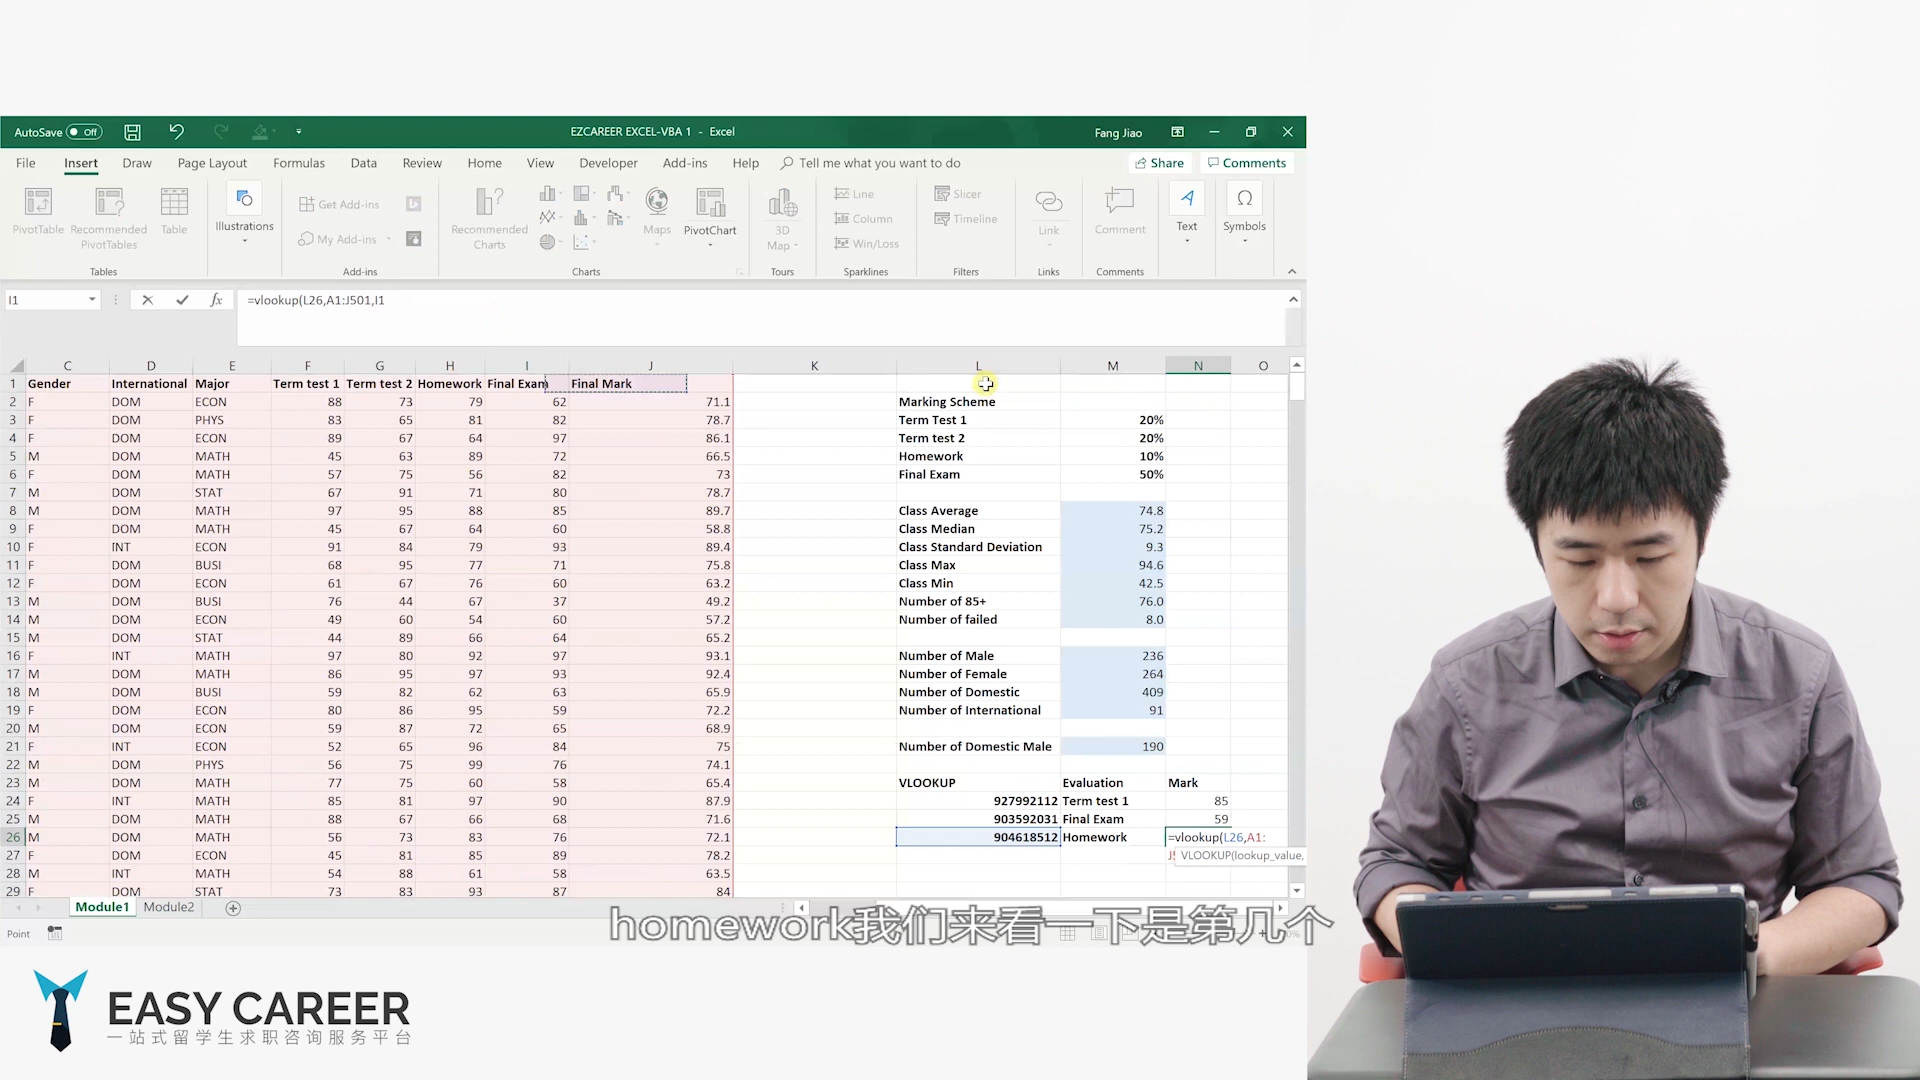 AutoSave Off EZCAREER EXCEL-VBA 1 - Excel Fang Jiao
File Insert Draw Page Layout Formulas Data Review Home View Developer Add-ins Help Tell me what you want to do Share Comments
PivotTable Recommended PivotTables Table Illustrations Get Add-ins My Add-ins Recommended Charts Maps PivotChart 3D Map Line Column Win/Loss Slicer Timeline Link Comment Text Symbols
Tables Add-ins Charts Tours Sparklines Filters Links Comments
I1 fx =vlookup(L26,A1:J501,I1
C D E F G H I J K L M N O
1 Gender International Major Term test 1 Term test 2 Homework Final Exam Final Mark
2 F DOM ECON 88 73 79 62 71.1 Marking Scheme
3 F DOM PHYS 83 65 81 82 78.7 Term Test 1 20%
4 F DOM ECON 89 67 64 97 86.1 Term test 2 20%
5 M DOM MATH 45 63 89 72 66.5 Homework 10%
6 F DOM MATH 57 75 56 82 73 Final Exam 50%
7 M DOM STAT 67 91 71 80 78.7
8 M DOM MATH 97 95 88 85 89.7 Class Average 74.8
9 F DOM MATH 45 67 64 60 58.8 Class Median 75.2
10 F INT ECON 91 84 79 93 89.4 Class Standard Deviation 9.3
11 F DOM BUSI 68 95 77 71 75.8 Class Max 94.6
12 F DOM ECON 61 67 76 60 63.2 Class Min 42.5
13 M DOM BUSI 76 44 67 37 49.2 Number of 85+ 76.0
14 M DOM ECON 49 60 54 60 57.2 Number of failed 8.0
15 M DOM STAT 44 89 66 64 65.2
16 F INT MATH 97 80 92 97 93.1 Number of Male 236
17 M DOM MATH 86 95 97 93 92.4 Number of Female 264
18 M DOM BUSI 59 82 62 63 65.9 Number of Domestic 409
19 F DOM ECON 80 86 95 59 72.2 Number of International 91
20 M DOM ECON 59 87 72 65 68.9
21 F INT ECON 52 65 96 84 75 Number of Domestic Male 190
22 M DOM PHYS 56 75 99 76 74.1
23 M DOM MATH 77 75 60 58 65.4 VLOOKUP Evaluation Mark
24 F INT MATH 85 81 97 90 87.9 927992112 Term test 1 85
25 M DOM MATH 88 67 66 68 71.6 903592031 Final Exam 59
26 M DOM MATH 56 73 83 76 72.1 904618512 Homework =vlookup(L26,A1:
27 F DOM ECON 45 81 85 89 78.2 VLOOKUP(lookup_value,
28 M INT MATH 54 88 61 58 63.5
29 F DOM STAT 73 83 93 87 84
Module1 Module2
homework我们来看一下是第几个
Point
EASY CAREER
一站式留学生求职咨询服务平台